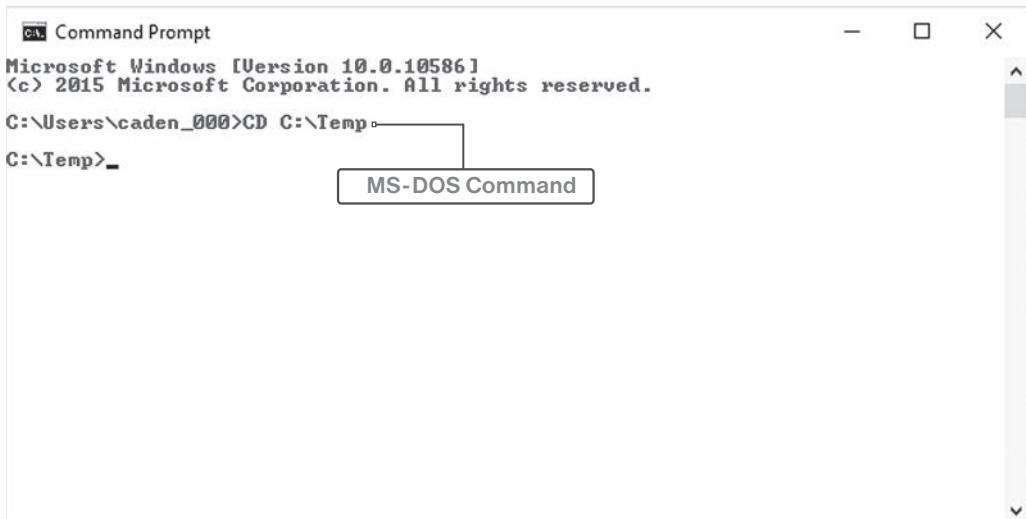 Command Prompt
Microsoft Windows [Version 10.0.10586]
(c) 2015 Microsoft Corporation. All rights reserved.
C:\Users\caden_000>CD C:\Temp
C:\Temp>_
MS-DOS Command